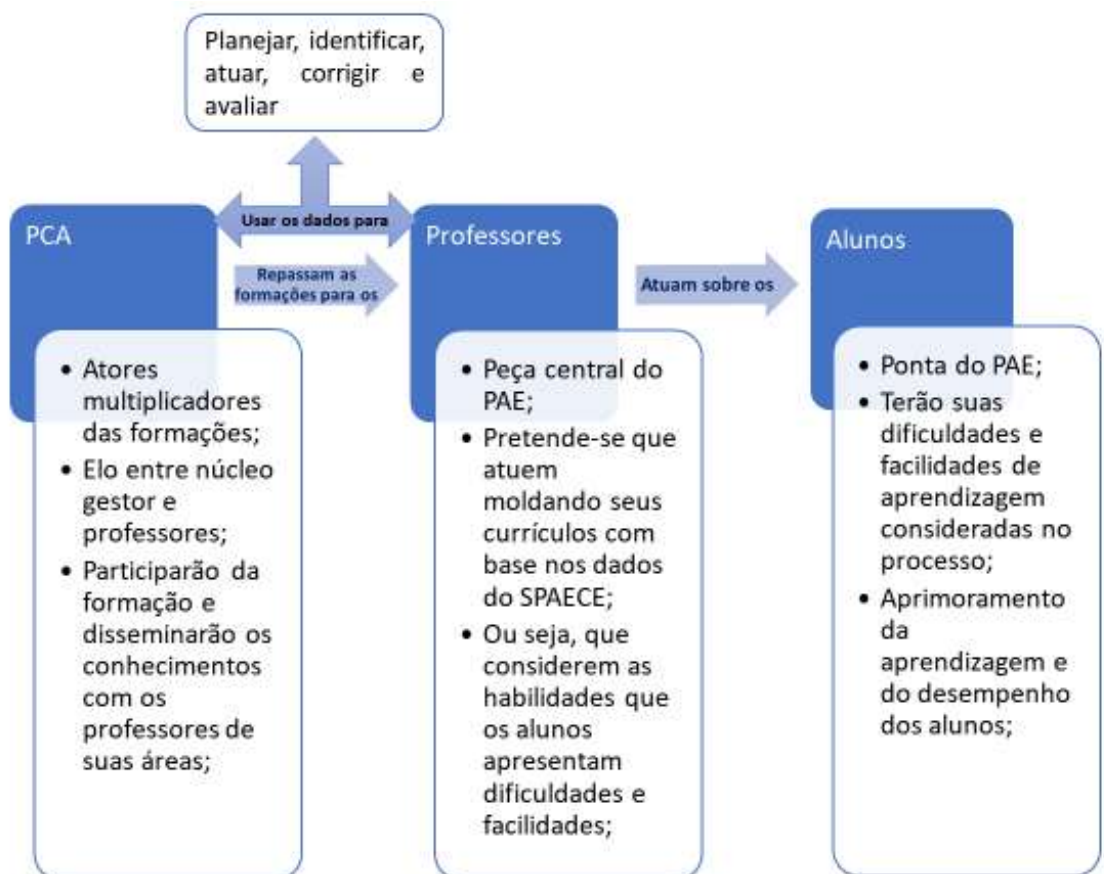 Planejar, identificar,
atuar, corrigir e
avaliar
Usar os dados para
PCA
Professores
Alunos
Repassam as
formações para os
Atuam sobre os
• Atores
multiplicadores
das formações;
• Elo entre núcleo
gestor e
professores;
• Participarão da
formação e
disseminarão os
conhecimentos
com os
professores de
suas áreas;
• Peça central do
PAE;
• Pretende-se que
atuem
moldando seus
currículos com
base nos dados
do SPAECE;
• Ou seja, que
considerem as
habilidades que
os alunos
apresentam
dificuldades e
facilidades;
• Ponta do PAE;
• Terão suas
dificuldades e
facilidades de
aprendizagem
consideradas no
processo;
• Aprimoramento
da
aprendizagem e
do desempenho
dos alunos;